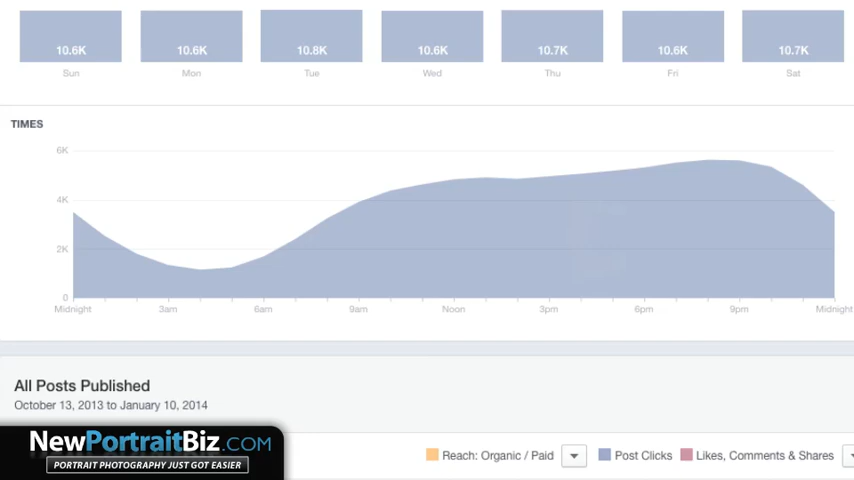 10.6K 10.6K 10.8K 10.6K 10.7K 10.6K 10.7K
Sun Mon Tue Wed Thu Fri Sat
TIMES
6K
4K
2K
0
Midnight 3am 6am 9am Noon 3pm 6pm 9pm Midnight
All Posts Published
October 13, 2013 to January 10, 2014
NewPortraitBiz.com
PORTRAIT PHOTOGRAPHY JUST GOT EASIER
Reach: Organic / Paid Post Clicks Likes, Comments & Shares